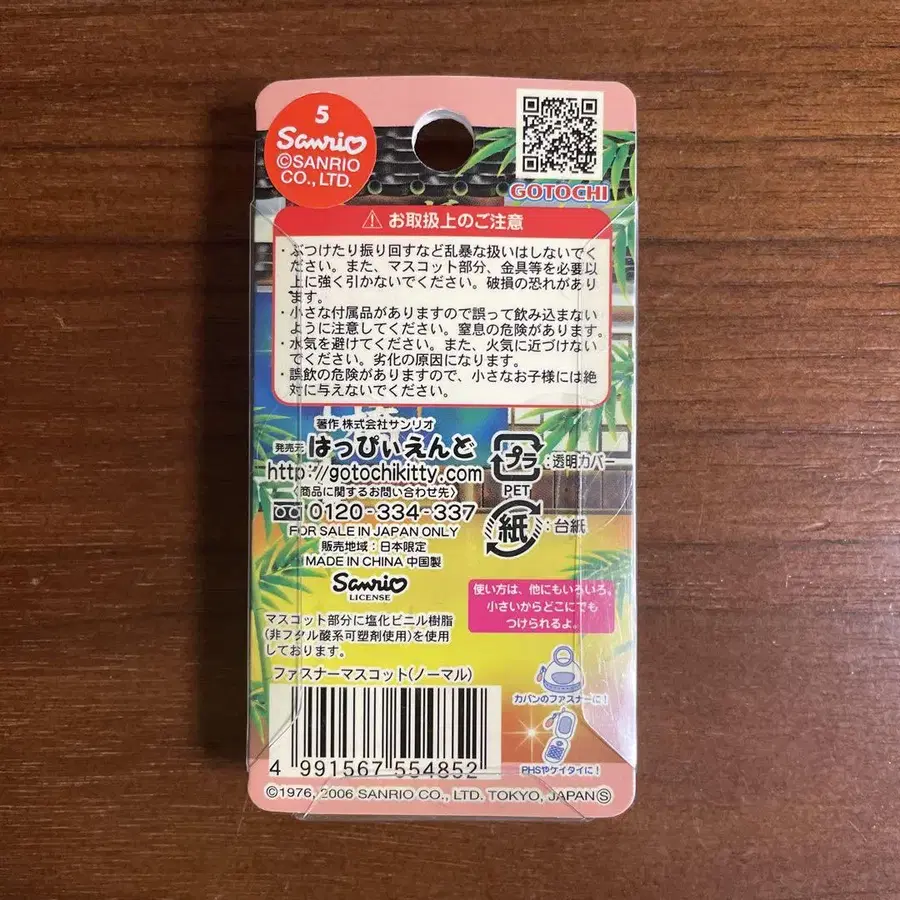 5
Sanrio
©SANRIO
CO., LTD.
GOTOCHI
⚠ お取扱上のご注意
・ぶつけたり振り回すなど乱暴な扱いはしないでく
ださい。また、マスコット部分、金具等を必要以
上に強く引かないでください。破損の恐れがあり
ます。
・小さな付属品がありますので誤って飲み込まない
ように注意してください。窒息の危険があります。
・水気を避けてください。また、火気に近づけない
でください。劣化の原因になります。
・誤飲の危険がありますので、小さなお子様には絶
対に与えないでください。
著作 株式会社サンリオ
発売元 はっぴぃえんど
http://gotochikitty.com
〈商品に関するお問い合わせ先〉
0120-334-337
FOR SALE IN JAPAN ONLY
販売地域：日本限定
MADE IN CHINA 中国製
Sanrio
LICENSE
プラ：透明カバー
PET
紙：台紙
マスコット部分に塩化ビニル樹脂
(非フタル酸系可塑剤使用)を使用
しております。
ファスナーマスコット(ノーマル)
使い方は、他にもいろいろ。
小さいからどこにでも
つけられるよ。
カバンのファスナーに！
PHSやケイタイに！
4 991567 554852
©1976, 2006 SANRIO CO., LTD. TOKYO, JAPAN Ⓢ